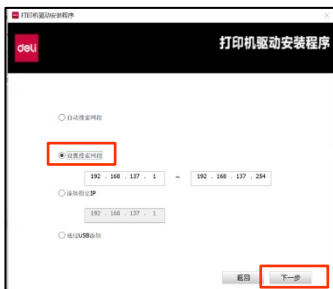 打印机驱动安装程序
deli
打印机驱动安装程序
自动搜索网段
设置搜索网段
192 . 168 . 137 . 1 ~ 192 . 168 . 137 . 254
添加指定IP
192 . 168 . 137 . 1
通过USB添加
返回 下一步